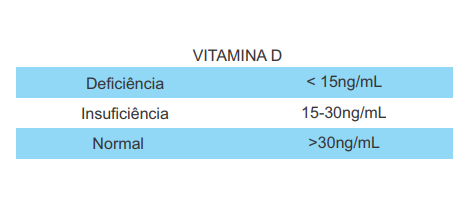 VITAMINA D
Deficiência < 15ng/mL
Insuficiência 15-30ng/mL
Normal >30ng/mL